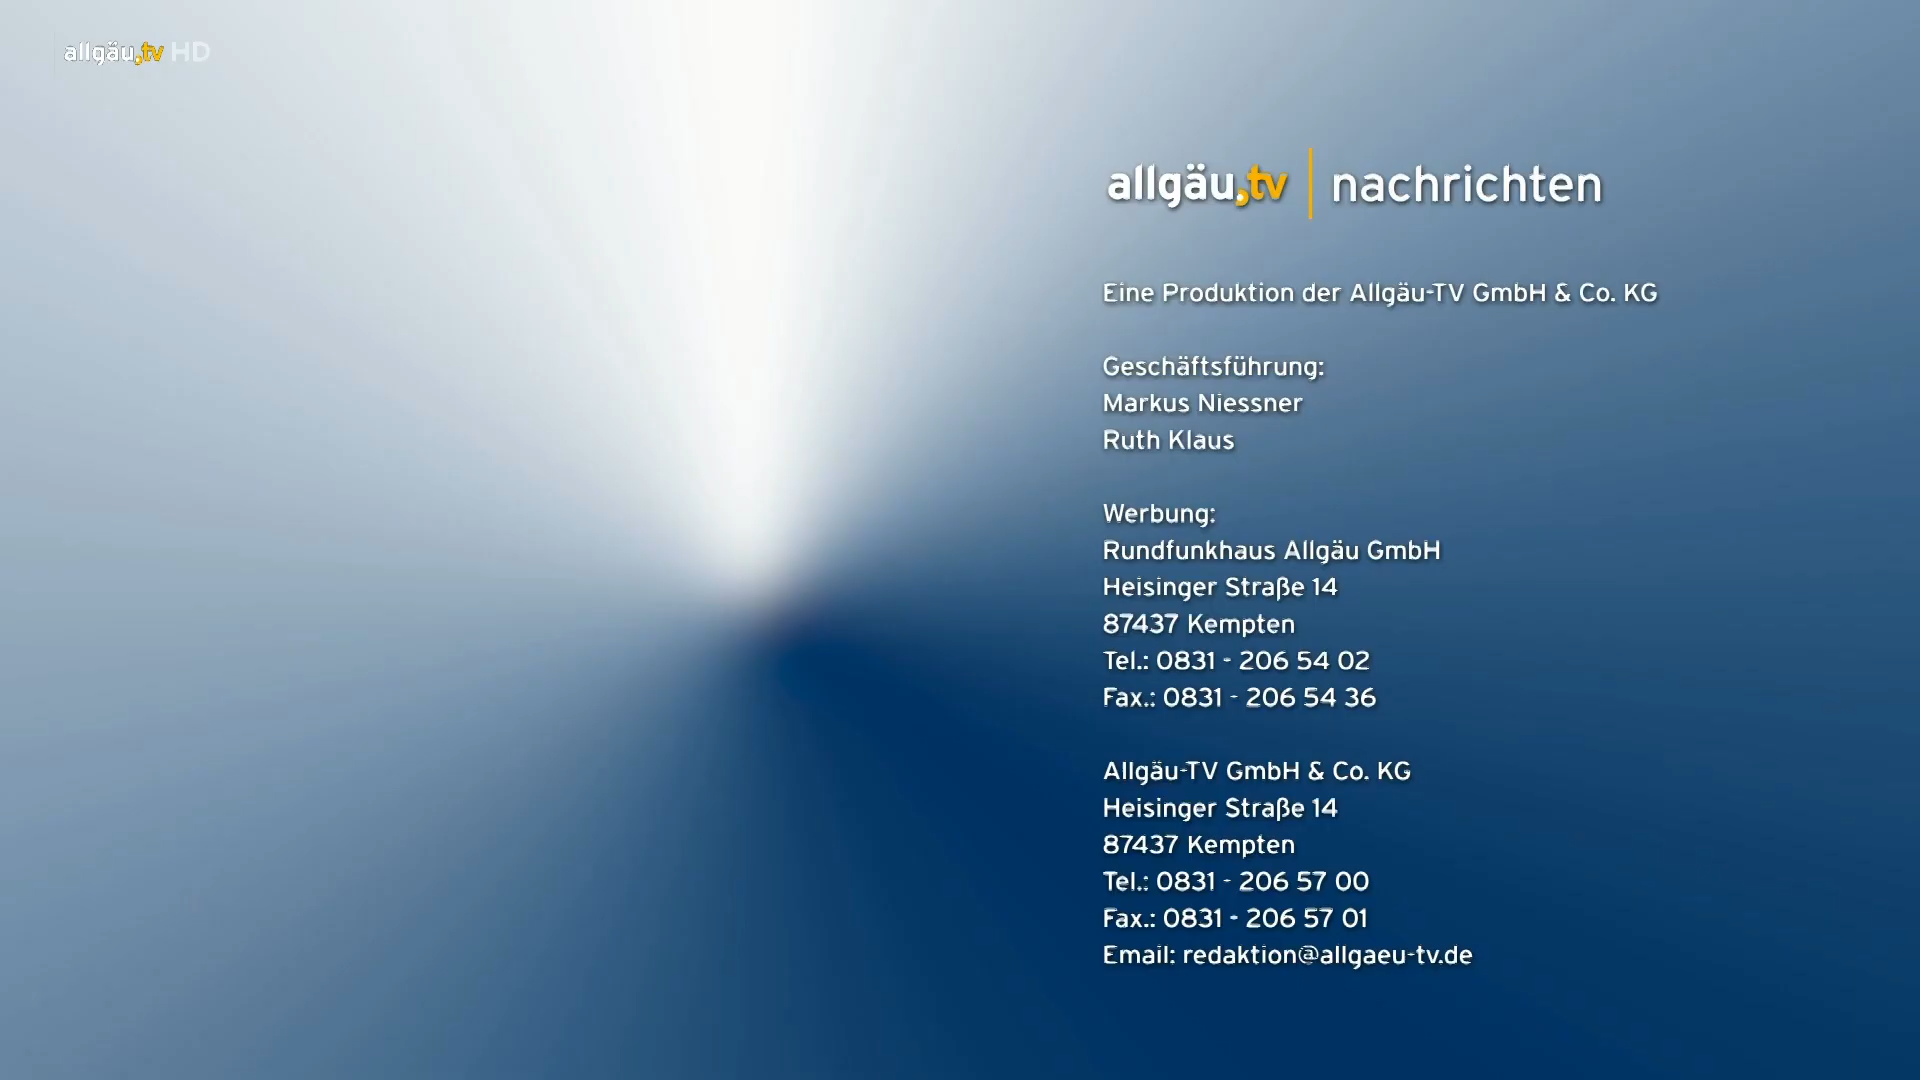 allgäu.tv HD
allgäu.tv | nachrichten
Eine Produktion der Allgäu-TV GmbH & Co. KG
Geschäftsführung:
Markus Niessner
Ruth Klaus
Werbung:
Rundfunkhaus Allgäu GmbH
Heisinger Straße 14
87437 Kempten
Tel.: 0831 - 206 54 02
Fax.: 0831 - 206 54 36
Allgäu-TV GmbH & Co. KG
Heisinger Straße 14
87437 Kempten
Tel.: 0831 - 206 57 00
Fax.: 0831 - 206 57 01
Email: redaktion@allgaeu-tv.de